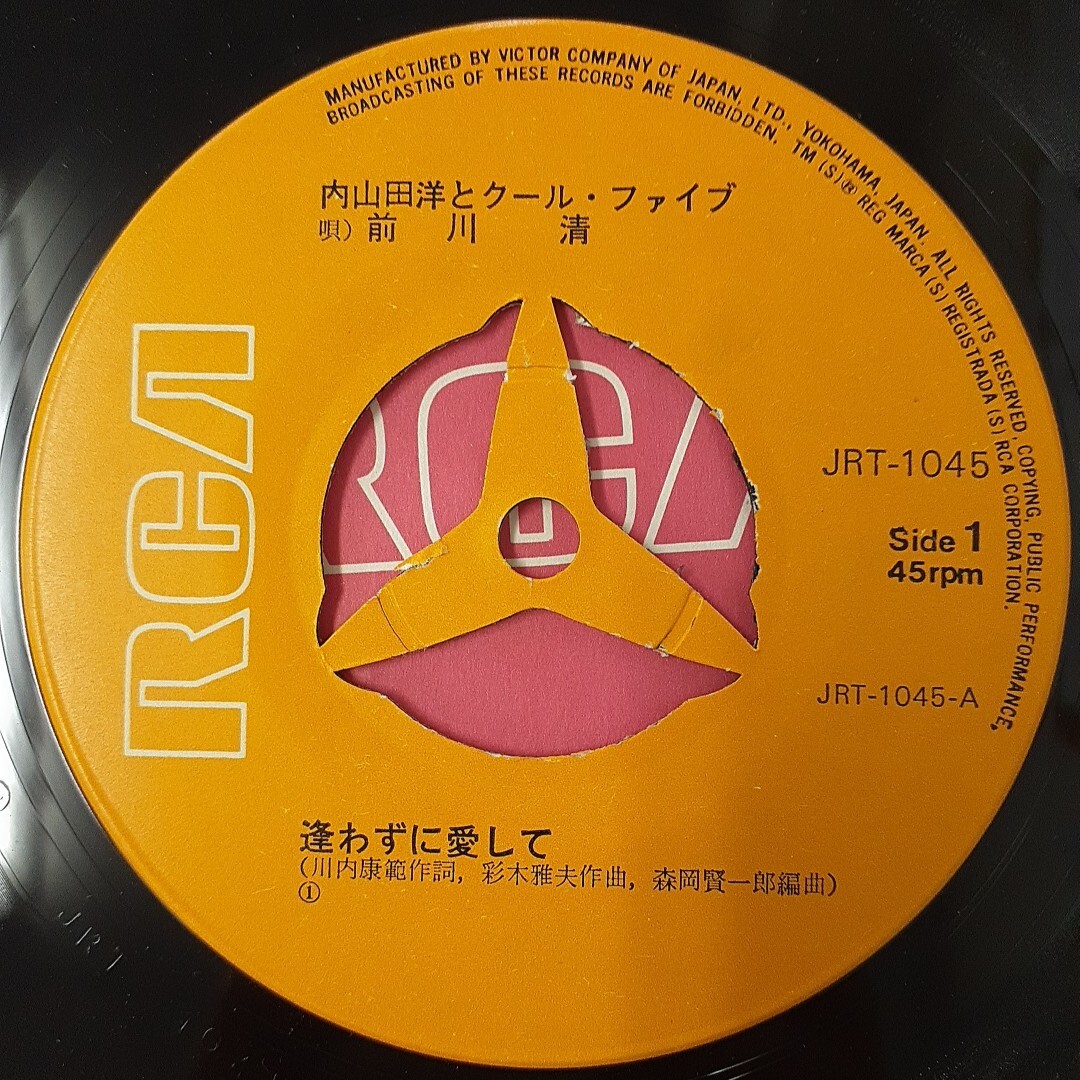 MANUFACTURED BY VICTOR COMPANY OF JAPAN, LTD., YOKOHAMA, JAPAN. ALL RIGHTS RESERVED, COPYING, PUBLIC PERFORMANCE,
BROADCASTING OF THESE RECORDS ARE FORBIDDEN. TM(S)® REG MARCA(S) REGISTRADA(S) RCA CORPORATION.
内山田洋とクール・ファイブ
唄) 前川 清
RCA
RCA
JRT-1045
Side 1
45rpm
JRT-1045-A
逢わずに愛して
(川内康範作詞, 彩木雅夫作曲, 森岡賢一郎編曲)
①
JRT